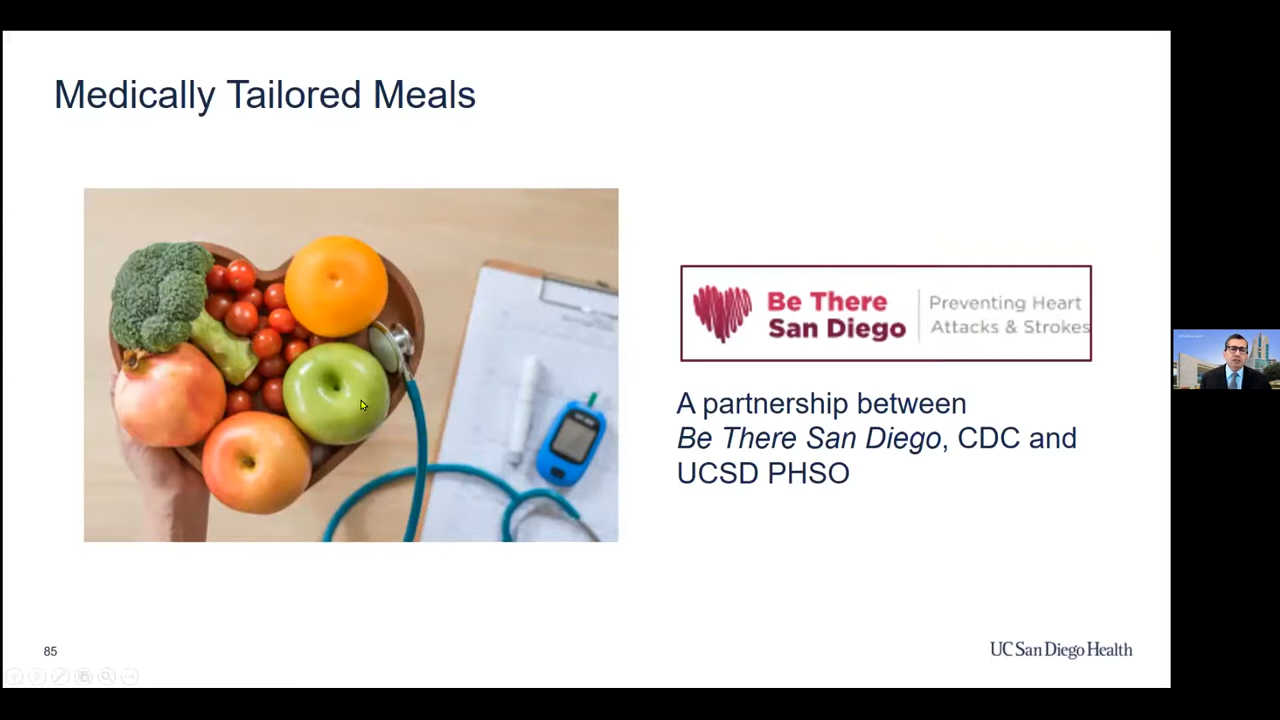 Medically Tailored Meals
Be There
San Diego
Preventing Heart
Attacks & Strokes
A partnership between
Be There San Diego, CDC and
UCSD PHSO
85
UC San Diego Health